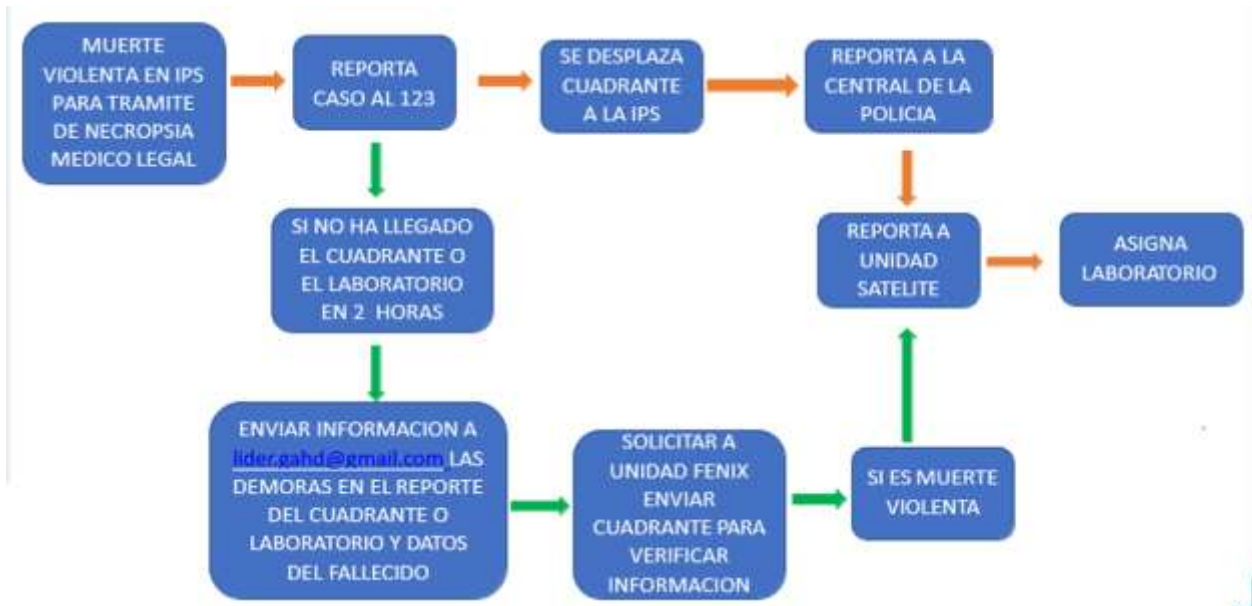 MUERTE
VIOLENTA EN IPS
PARA TRAMITE
DE NECROPSIA
MEDICO LEGAL
REPORTA
CASO AL 123
SE DESPLAZA
CUADRANTE
A LA IPS
REPORTA A LA
CENTRAL DE LA
POLICIA
SI NO HA LLEGADO
EL CUADRANTE O
EL LABORATORIO
EN 2 HORAS
REPORTA A
UNIDAD
SATELITE
ASIGNA
LABORATORIO
ENVIAR INFORMACION A
lider.gahd@gmail.com LAS
DEMORAS EN EL REPORTE
DEL CUADRANTE O
LABORATORIO Y DATOS
DEL FALLECIDO
SOLICITAR A
UNIDAD FENIX
ENVIAR
CUADRANTE PARA
VERIFICAR
INFORMACION
SI ES MUERTE
VIOLENTA